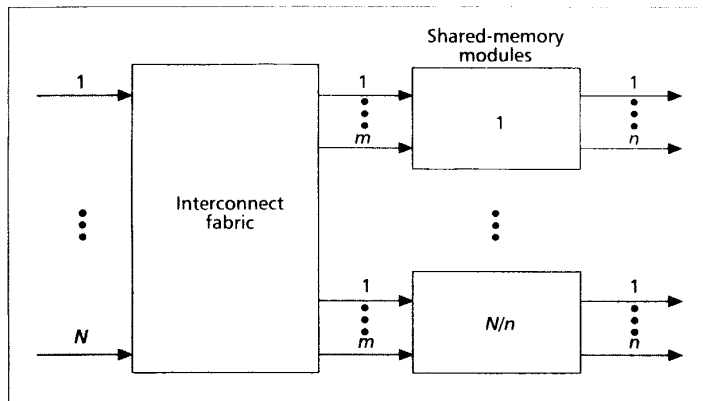 Shared-memory
modules
1
1
1
1
m
n
Interconnect
fabric
1
1
N
m
N/n
n